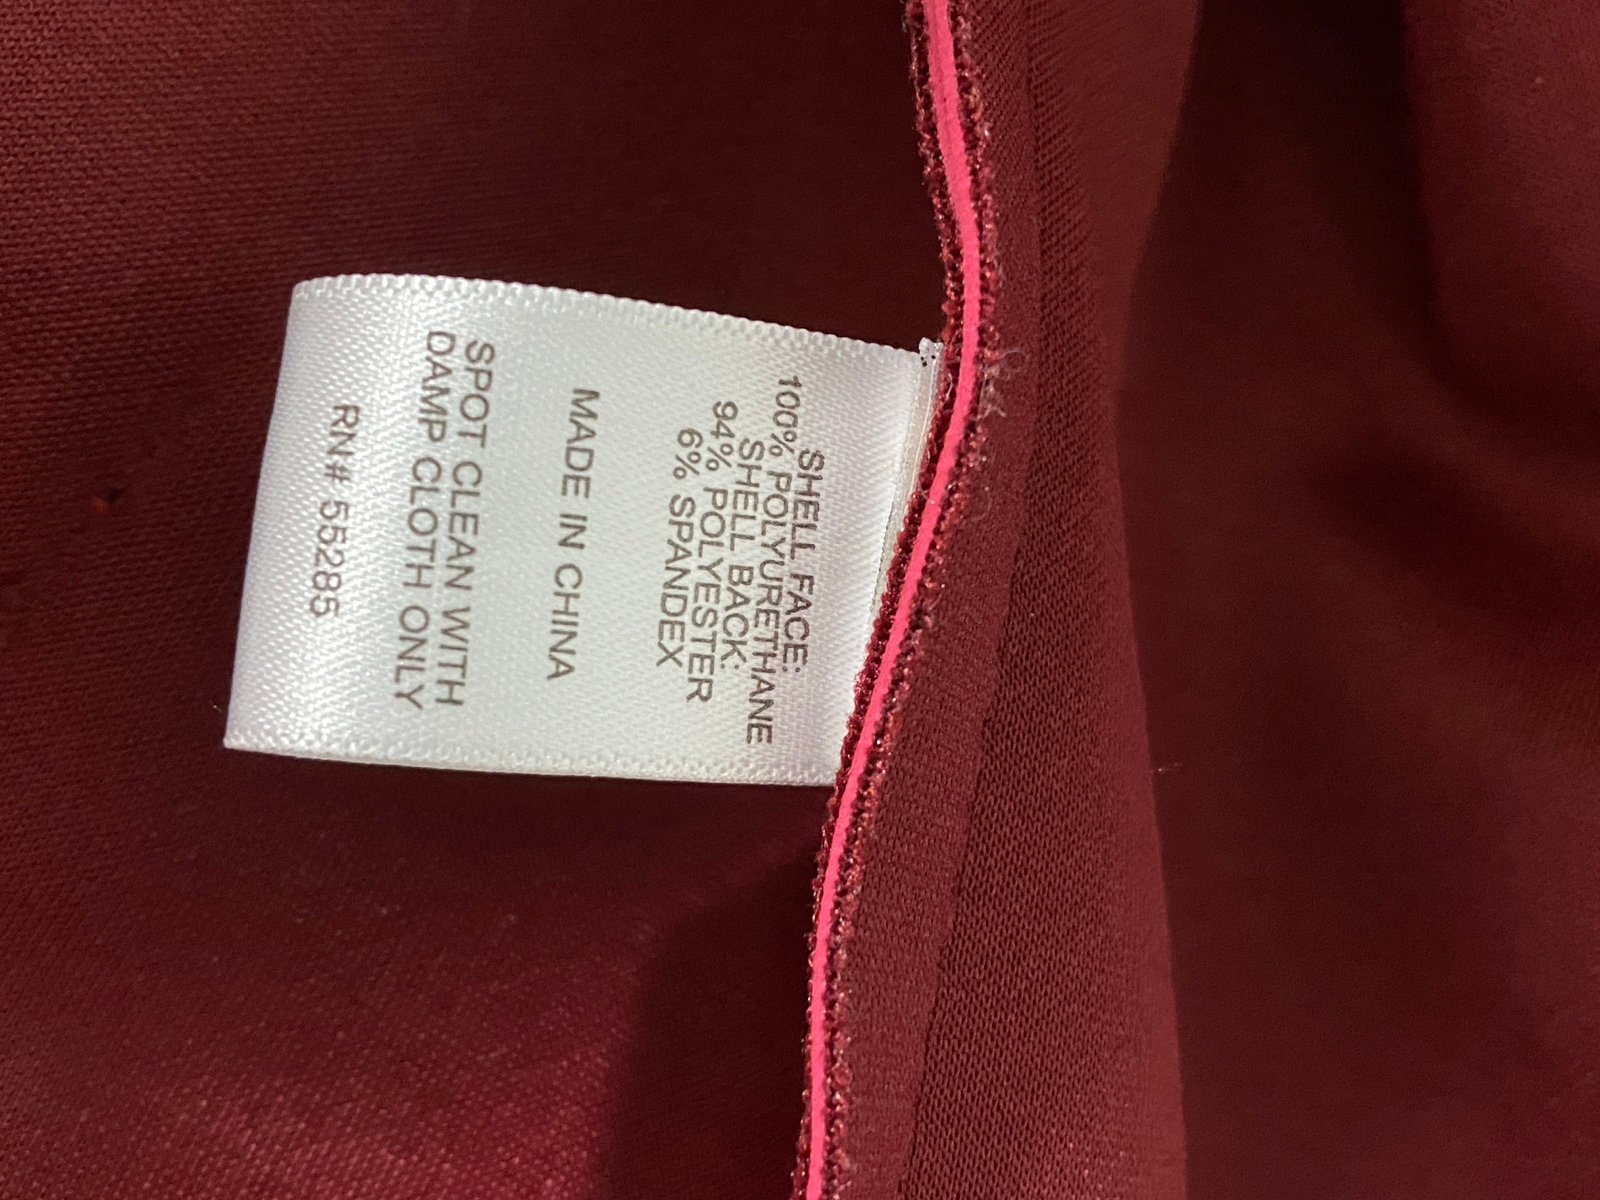 SHELL FACE:
100% POLYURETHANE
SHELL BACK:
94% POLYESTER
6% SPANDEX
MADE IN CHINA
SPOT CLEAN WITH
DAMP CLOTH ONLY
RN# 55285